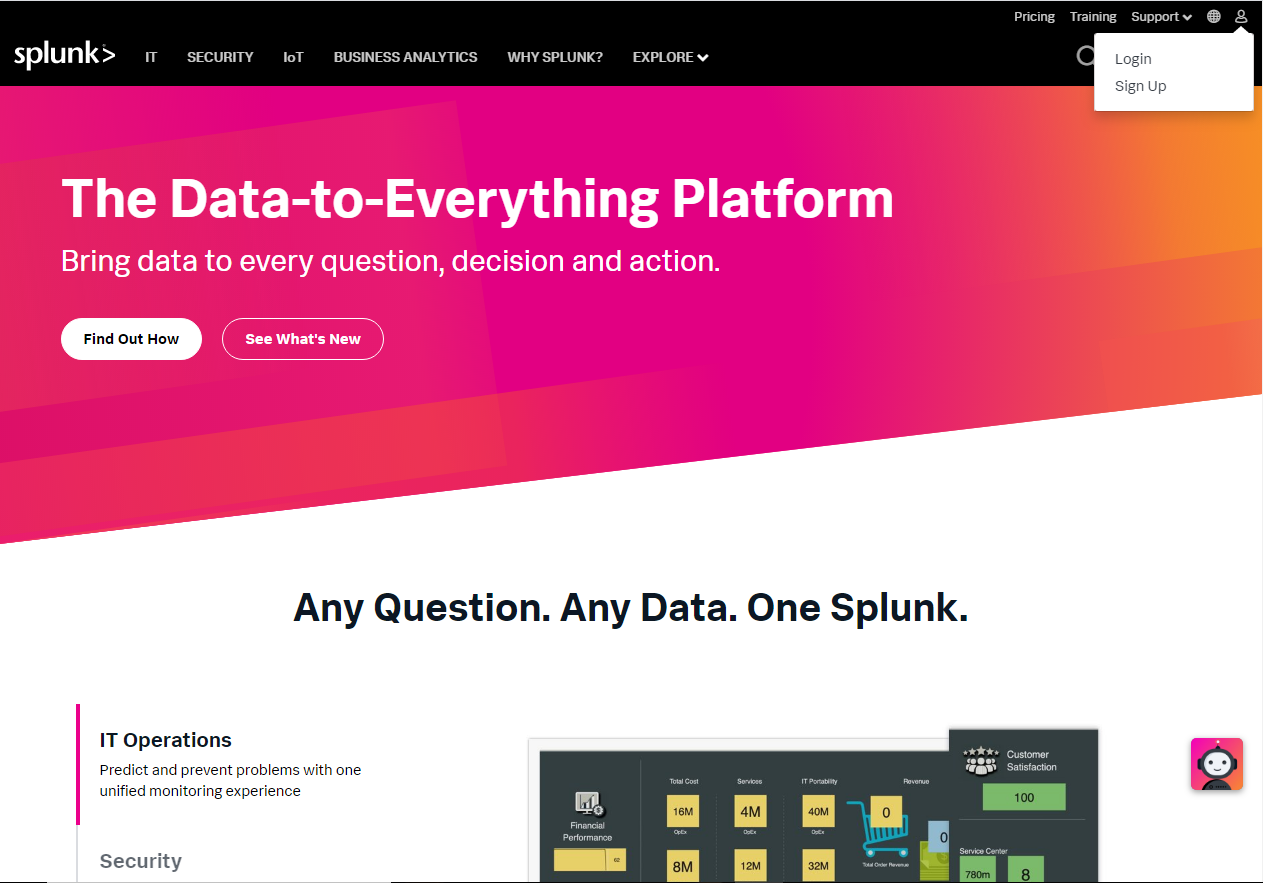 Pricing Training Support
splunk>
IT SECURITY IoT BUSINESS ANALYTICS WHY SPLUNK? EXPLORE
Login
Sign Up
The Data-to-Everything Platform
Bring data to every question, decision and action.
Find Out How See What's New
Any Question. Any Data. One Splunk.
IT Operations
Predict and prevent problems with one
unified monitoring experience
Security
Financial
Performance
Total Cost Services IT Portability Revenue
16M 4M 40M 0
OpEx OpEx OpEx
0
Total Order Revenue
8M 12M 32M
Customer
Satisfaction
100
Service Center
780m 8